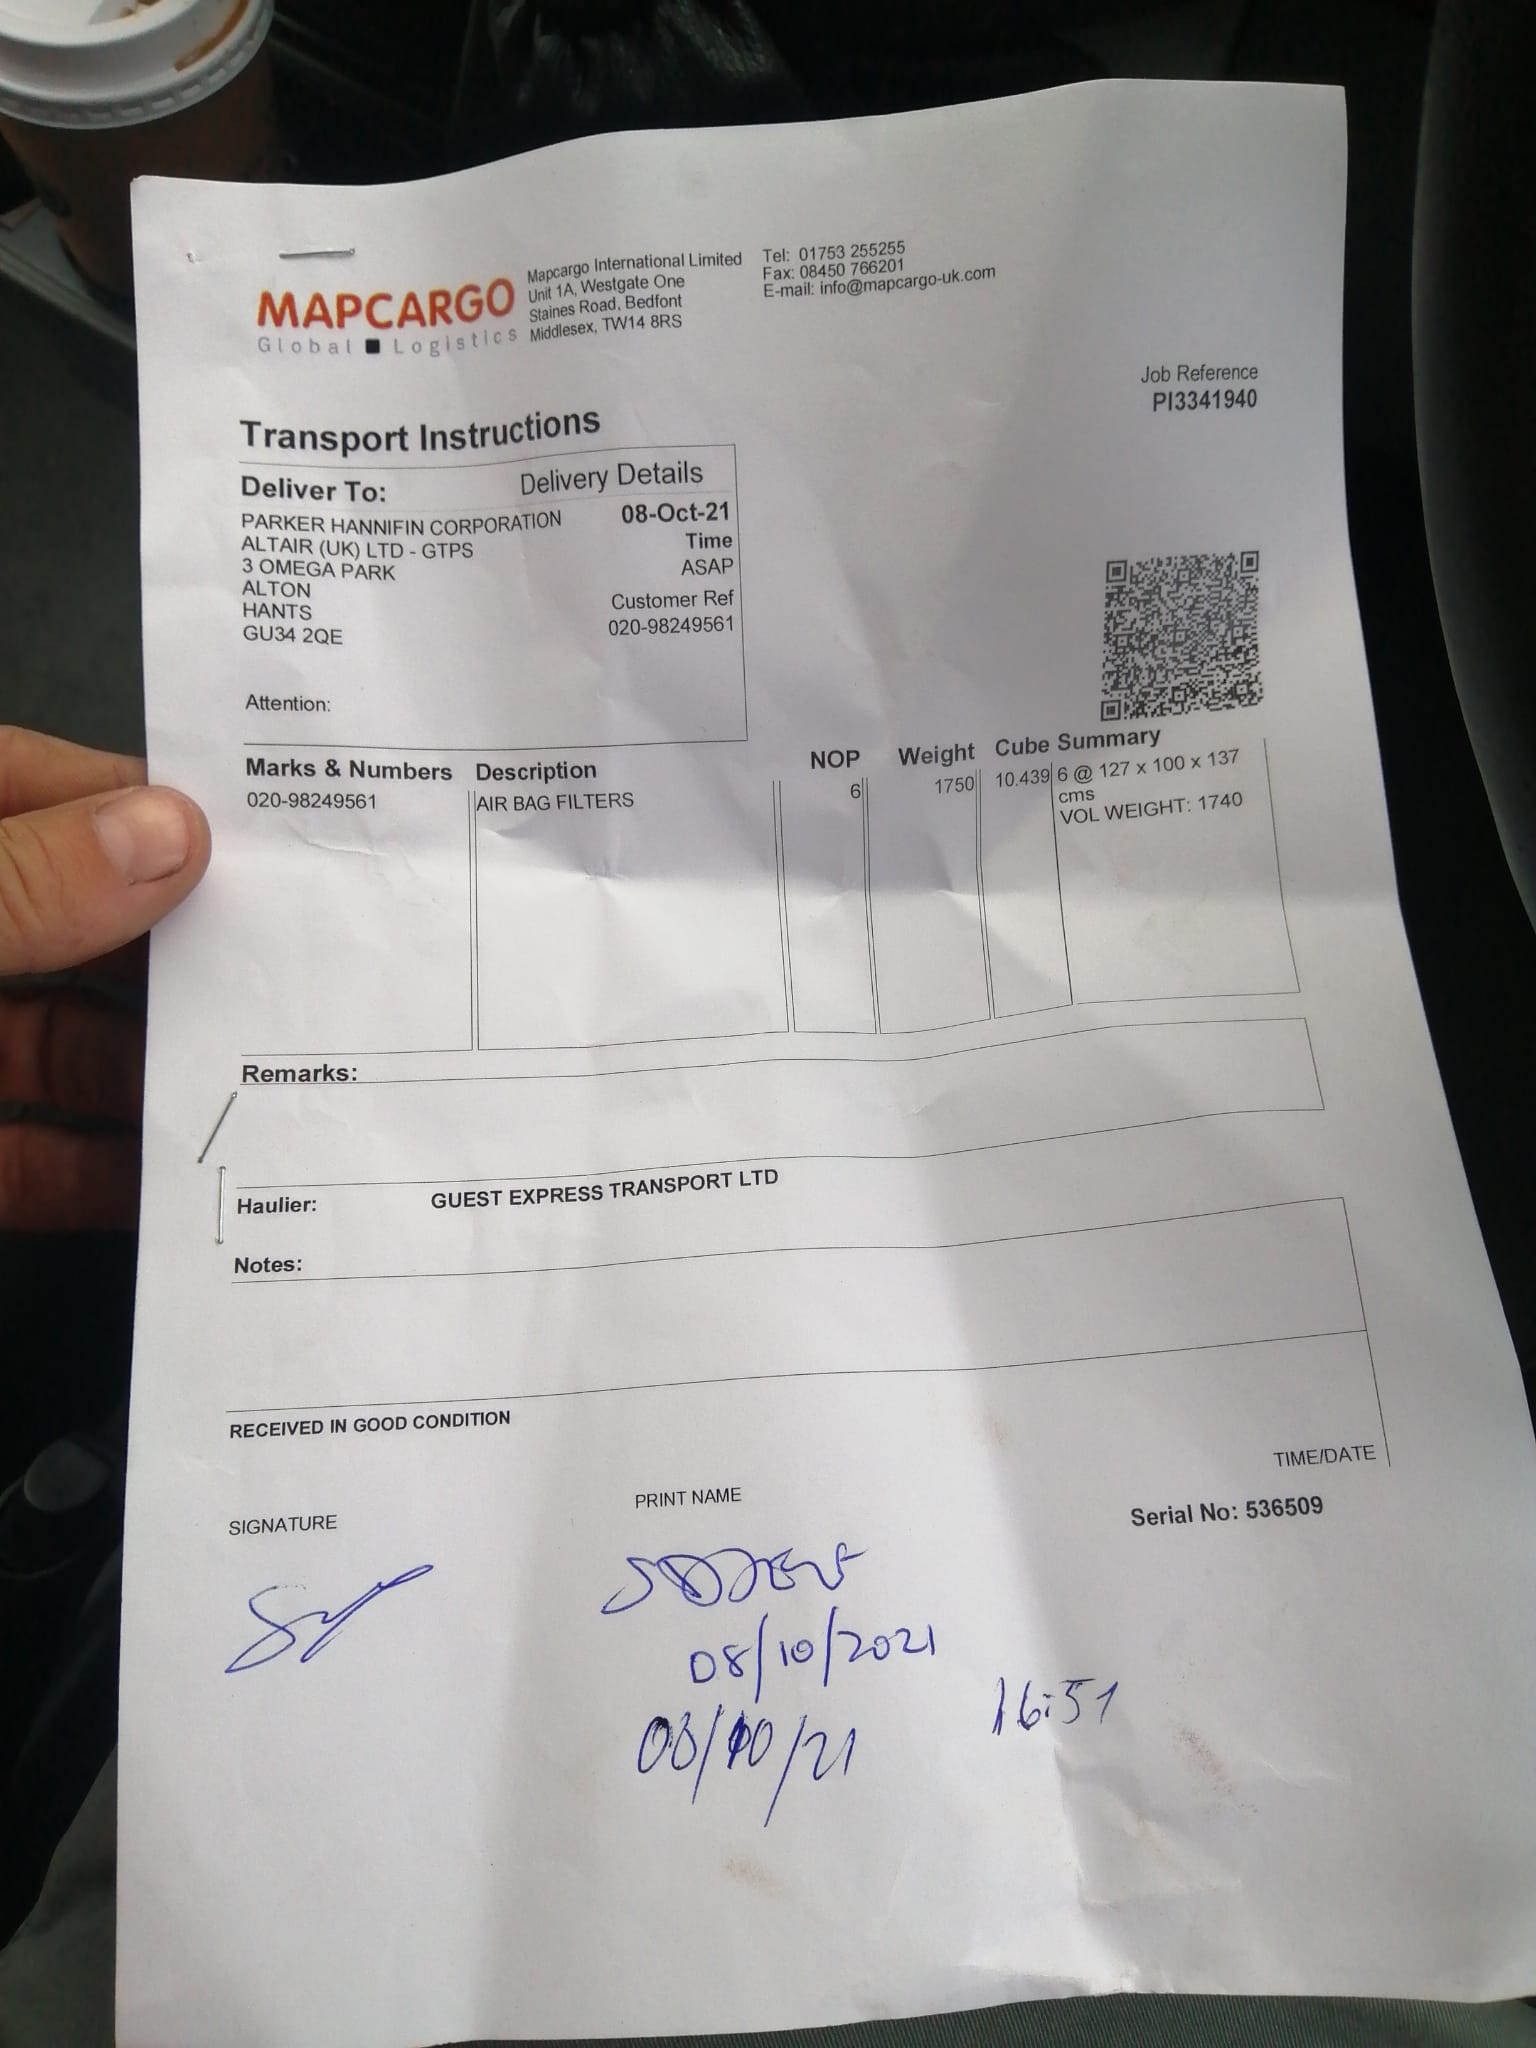 MAPCARGO
Global Logistics
Mapcargo International Limited
Unit 1A, Westgate One
Staines Road, Bedfont
Middlesex, TW14 8RS
Tel: 01753 255255
Fax: 08450 766201
E-mail: info@mapcargo-uk.com
Job Reference
PI3341940
Transport Instructions
Deliver To:
PARKER HANNIFIN CORPORATION
ALTAIR (UK) LTD - GTPS
3 OMEGA PARK
ALTON
HANTS
GU34 2QE
Attention:
Delivery Details
08-Oct-21
Time
ASAP
Customer Ref
020-98249561
Marks & Numbers Description NOP Weight Cube Summary
020-98249561 AIR BAG FILTERS 6 1750 10.439 6 @ 127 x 100 x 137
cms
VOL WEIGHT: 1740
Remarks:
Haulier: GUEST EXPRESS TRANSPORT LTD
Notes:
RECEIVED IN GOOD CONDITION
SIGNATURE PRINT NAME TIME/DATE
Serial No: 536509
08/10/2021
08/10/21 16:51